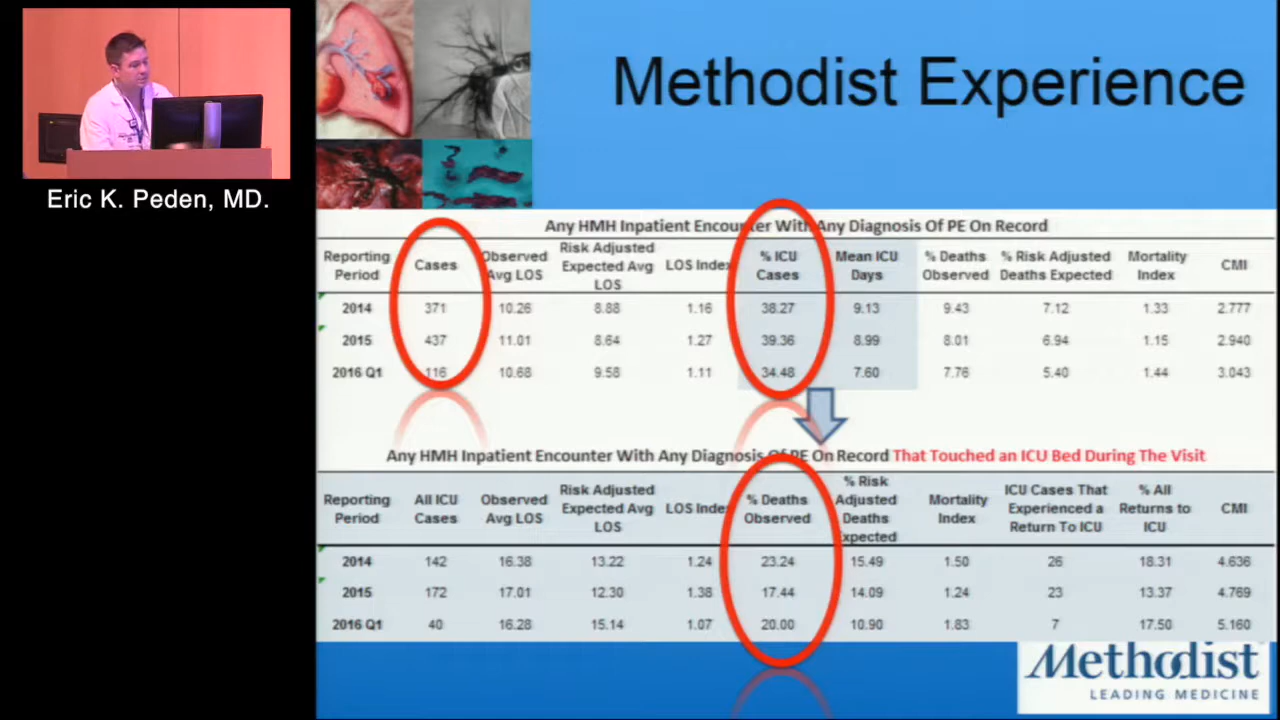 Methodist Experience
Eric K. Peden, MD.
Any HMH Inpatient Encounter With Any Diagnosis Of PE On Record
Reporting Period Cases Observed Avg LOS Risk Adjusted Expected Avg LOS LOS Index % ICU Cases Mean ICU Days % Deaths Observed % Risk Adjusted Deaths Expected Mortality Index CMI
2014 371 10.26 8.88 1.16 38.27 9.13 9.43 7.12 1.33 2.777
2015 437 11.01 8.64 1.27 39.36 8.99 8.01 6.94 1.15 2.940
2016 Q1 116 10.68 9.58 1.11 34.48 7.60 7.76 5.40 1.44 3.043
Any HMH Inpatient Encounter With Any Diagnosis Of PE On Record That Touched an ICU Bed During The Visit
Reporting Period All ICU Cases Observed Avg LOS Risk Adjusted Expected Avg LOS LOS Index % Deaths Observed % Risk Adjusted Deaths Expected Mortality Index ICU Cases That Experienced a Return To ICU % All Returns to ICU CMI
2014 142 16.38 13.22 1.24 23.24 15.49 1.50 26 18.31 4.636
2015 172 17.01 12.30 1.38 17.44 14.09 1.24 23 13.37 4.769
2016 Q1 40 16.28 15.14 1.07 20.00 10.90 1.83 7 17.50 5.160
Methodist
LEADING MEDICINE